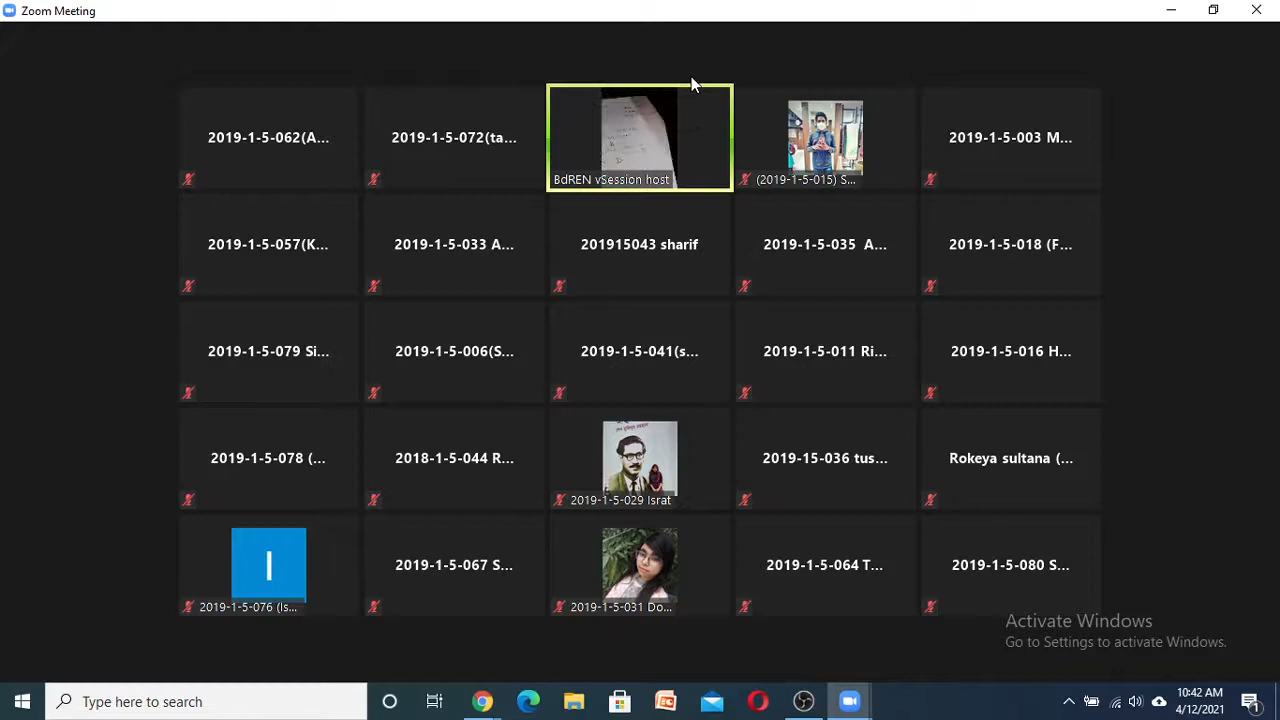 Zoom Meeting
2019-1-5-062(A...
2019-1-5-072(ta...
BdREN vSession host
(2019-1-5-015) S...
2019-1-5-003 M...
2019-1-5-057(K...
2019-1-5-033 A...
201915043 sharif
2019-1-5-035 A...
2019-1-5-018 (F...
2019-1-5-079 Si...
2019-1-5-006(S...
2019-1-5-041(s...
2019-1-5-011 Ri...
2019-1-5-016 H...
2019-1-5-078 (...
2018-1-5-044 R...
2019-1-5-029 Israt
2019-15-036 tus...
Rokeya sultana (...
I
2019-1-5-076 (Is...
2019-1-5-067 S...
2019-1-5-031 Do...
2019-1-5-064 T...
2019-1-5-080 S...
Activate Windows
Go to Settings to activate Windows.
Type here to search
10:42 AM
4/12/2021
1